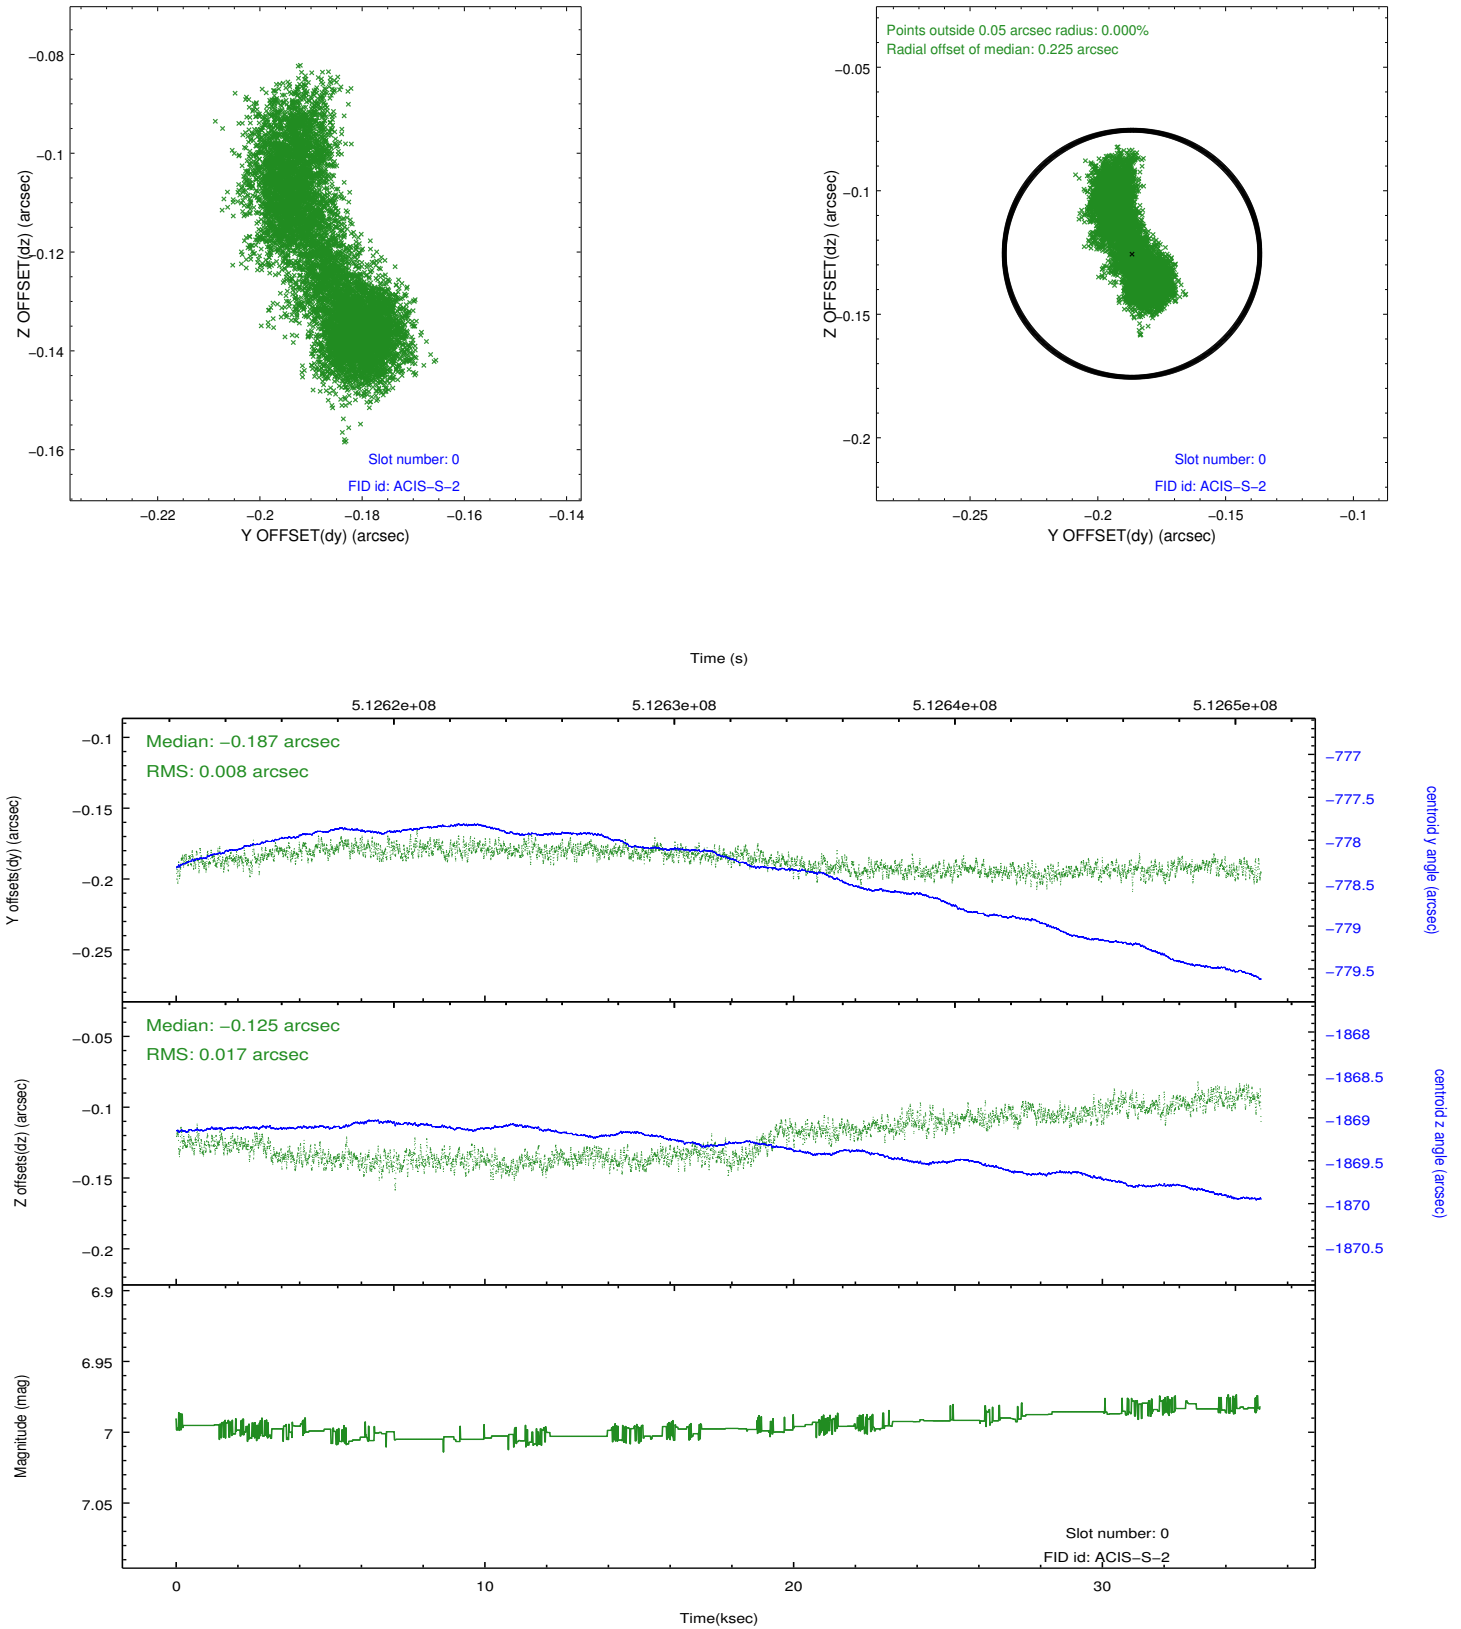 −0.08
−0.1
−0.12
−0.14
−0.16
Z OFFSET(dz) (arcsec)
Slot number: 0
FID id: ACIS−S−2
−0.22
−0.2
−0.18
−0.16
−0.14
Y OFFSET(dy) (arcsec)
Points outside 0.05 arcsec radius: 0.000%
Radial offset of median: 0.225 arcsec
−0.05
−0.1
−0.15
−0.2
Z OFFSET(dz) (arcsec)
Slot number: 0
FID id: ACIS−S−2
−0.25
−0.2
−0.15
−0.1
Y OFFSET(dy) (arcsec)
Time (s)
5.1262e+08
5.1263e+08
5.1264e+08
5.1265e+08
Median: −0.187 arcsec
RMS: 0.008 arcsec
−0.1
−0.15
−0.2
−0.25
Y offsets(dy) (arcsec)
−777
−777.5
−778
−778.5
−779
−779.5
centroid y angle (arcsec)
Median: −0.125 arcsec
RMS: 0.017 arcsec
−0.05
−0.1
−0.15
−0.2
Z offsets(dz) (arcsec)
−1868
−1868.5
−1869
−1869.5
−1870
−1870.5
centroid z angle (arcsec)
6.9
6.95
7
7.05
Magnitude (mag)
Slot number: 0
FID id: ACIS−S−2
0
10
20
30
Time(ksec)